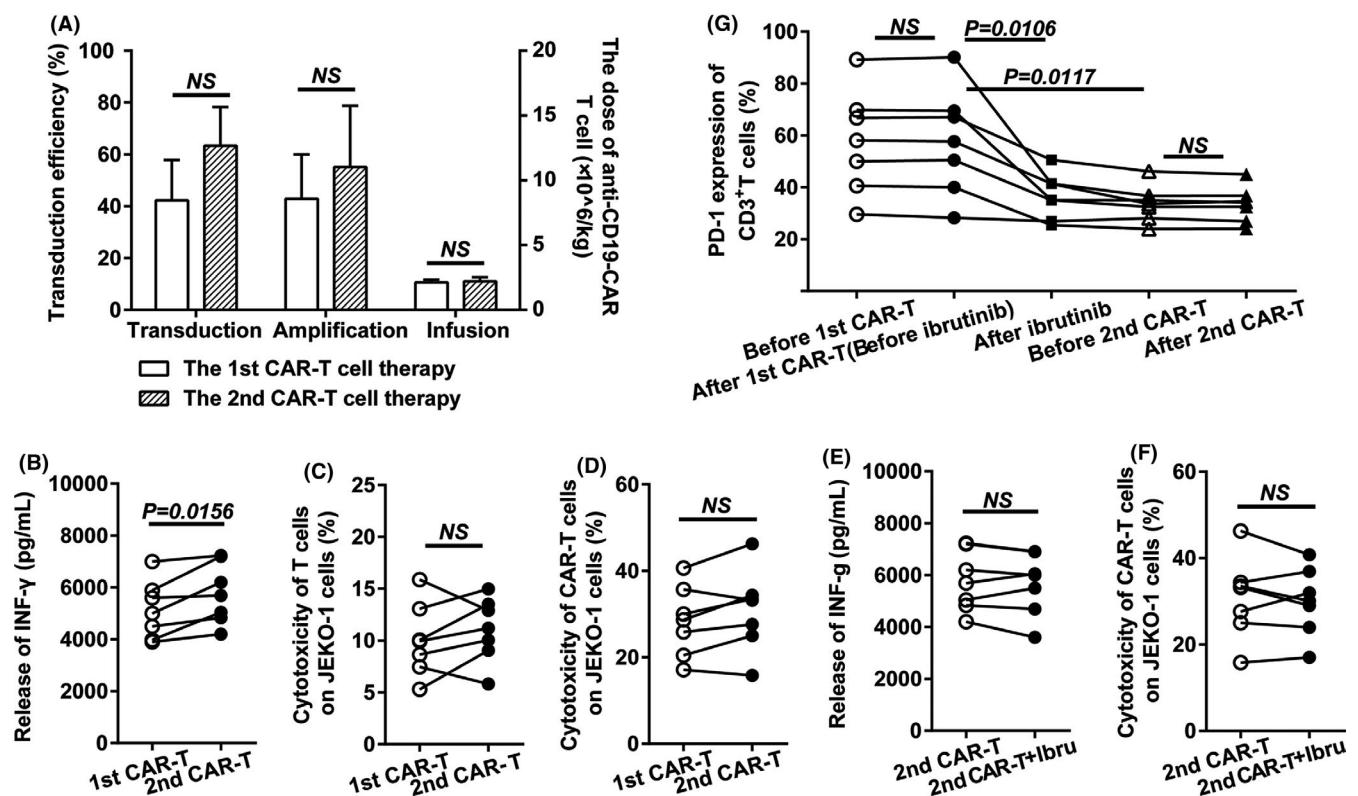 (A)
Transduction efficiency (%)
100
80
60
40
20
0
NS
NS
NS
20
15
10
5
0
The dose of anti-CD19-CAR
T cell (×10^6/kg)
Transduction
Amplification
Infusion
The 1st CAR-T cell therapy
The 2nd CAR-T cell therapy
(G)
PD-1 expression of
CD3+T cells (%)
100
80
60
40
20
NS
P=0.0106
P=0.0117
NS
Before 1st CAR-T
After 1st CAR-T(Before ibrutinib)
After ibrutinib
Before 2nd CAR-T
After 2nd CAR-T
(B)
Release of INF-γ (pg/mL)
10000
8000
6000
4000
2000
0
P=0.0156
1st CAR-T
2nd CAR-T
(C)
Cytotoxicity of T cells
on JEKO-1 cells (%)
25
20
15
10
5
0
NS
1st CAR-T
2nd CAR-T
(D)
Cytotoxicity of CAR-T cells
on JEKO-1 cells (%)
60
40
20
0
NS
1st CAR-T
2nd CAR-T
(E)
Release of INF-g (pg/mL)
10000
8000
6000
4000
2000
0
NS
2nd CAR-T
2nd CAR-T+Ibru
(F)
Cytotoxicity of CAR-T cells
on JEKO-1 cells (%)
60
40
20
0
NS
2nd CAR-T
2nd CAR-T+Ibru